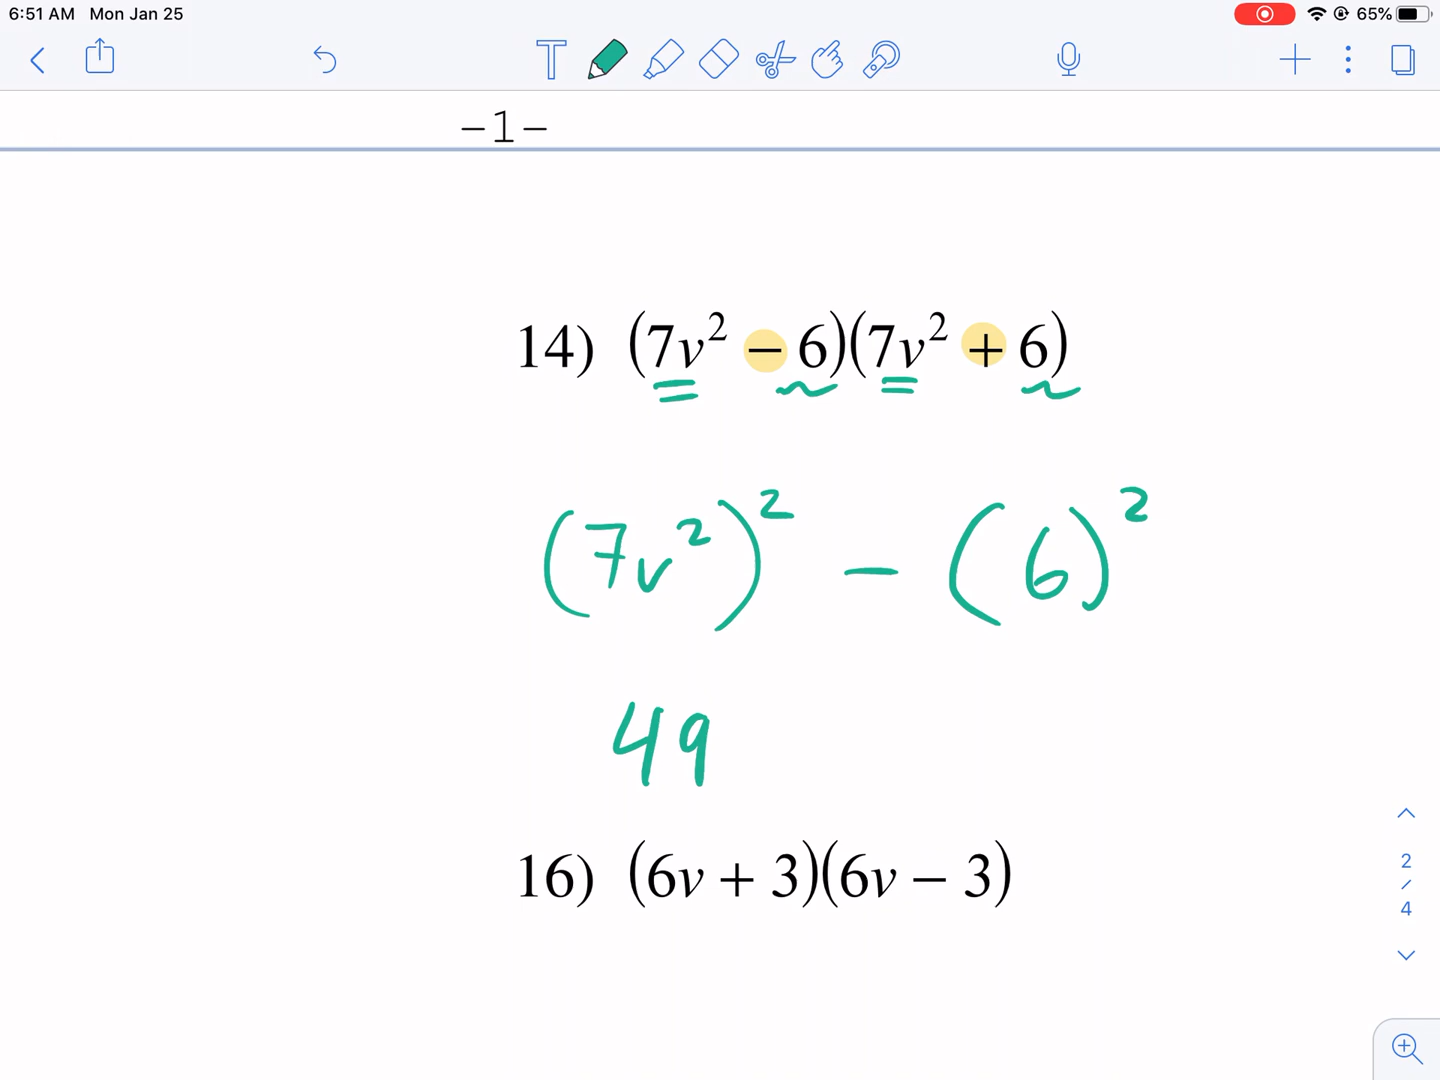 6:51 AM Mon Jan 25 65%
-1-
14) (7v² − 6)(7v² + 6)
(7v²)² − (6)²
49
16) (6v + 3)(6v − 3)
2
/
4